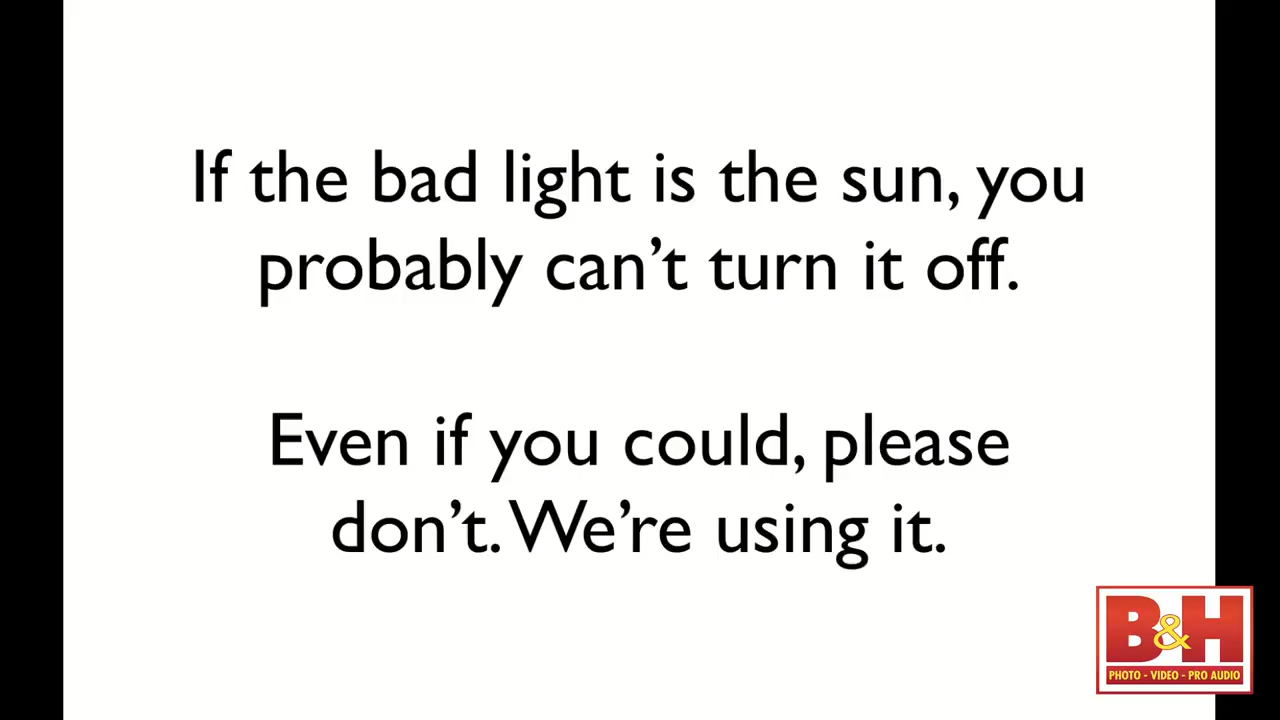 If the bad light is the sun, you
probably can’t turn it off.
Even if you could, please
don’t. We’re using it.
B&H
PHOTO - VIDEO - PRO AUDIO